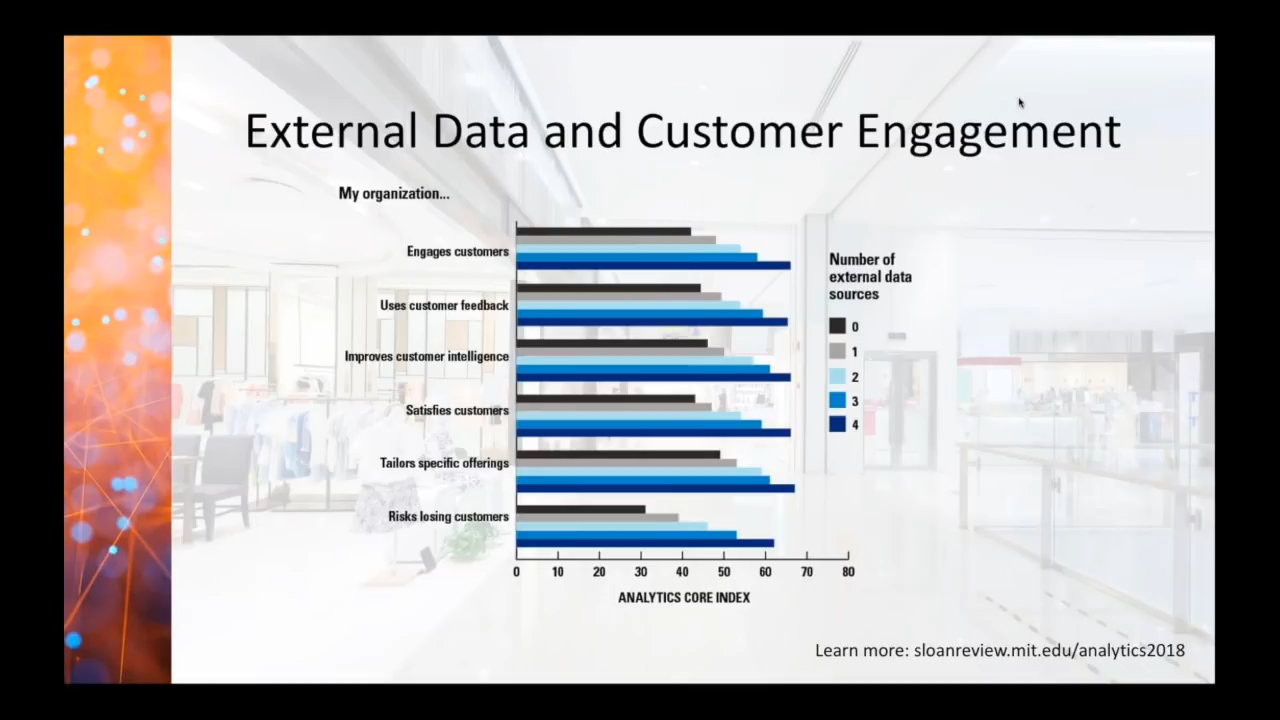 External Data and Customer Engagement
My organization...
Engages customers
Uses customer feedback
Improves customer intelligence
Satisfies customers
Tailors specific offerings
Risks losing customers
0 10 20 30 40 50 60 70 80
ANALYTICS CORE INDEX
Number of
external data
sources
0
1
2
3
4
Learn more: sloanreview.mit.edu/analytics2018